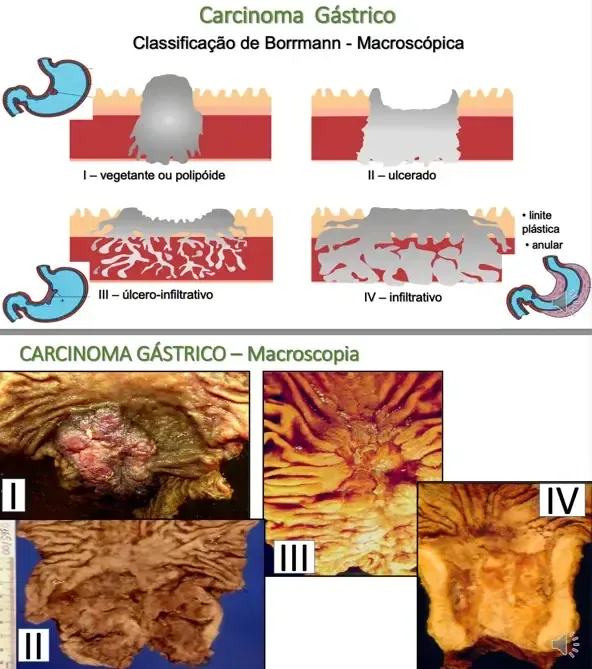 Carcinoma Gástrico
Classificação de Borrmann - Macroscópica
I – vegetante ou polipóide
II – ulcerado
III – úlcero-infiltrativo
IV – infiltrativo
• linite
plástica
• anular
CARCINOMA GÁSTRICO – Macroscopia
I
II
III
IV